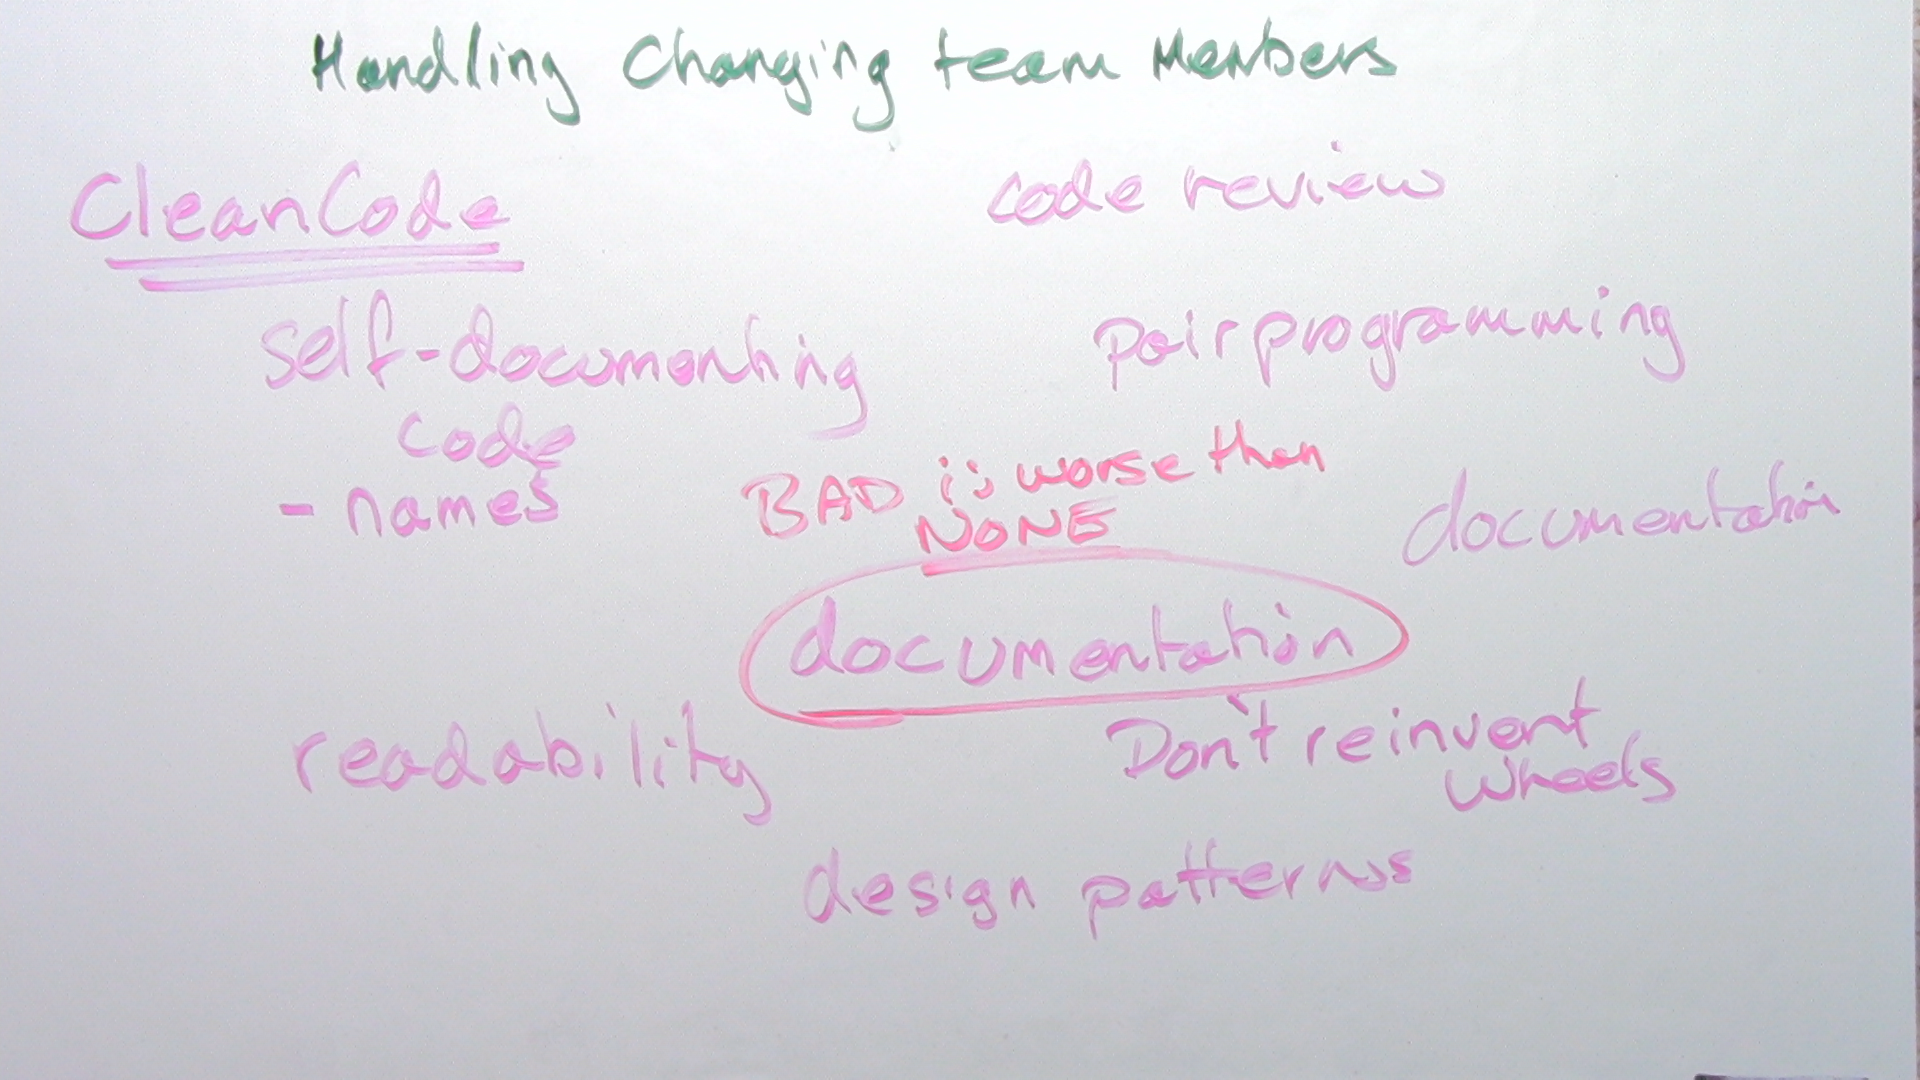 Handling Changing team Members
CleanCode
code review
self-documenting
code
- names
pair programming
BAD is worse than
NONE
documentation
documentation
readability
Don't reinvent
wheels
design patterns